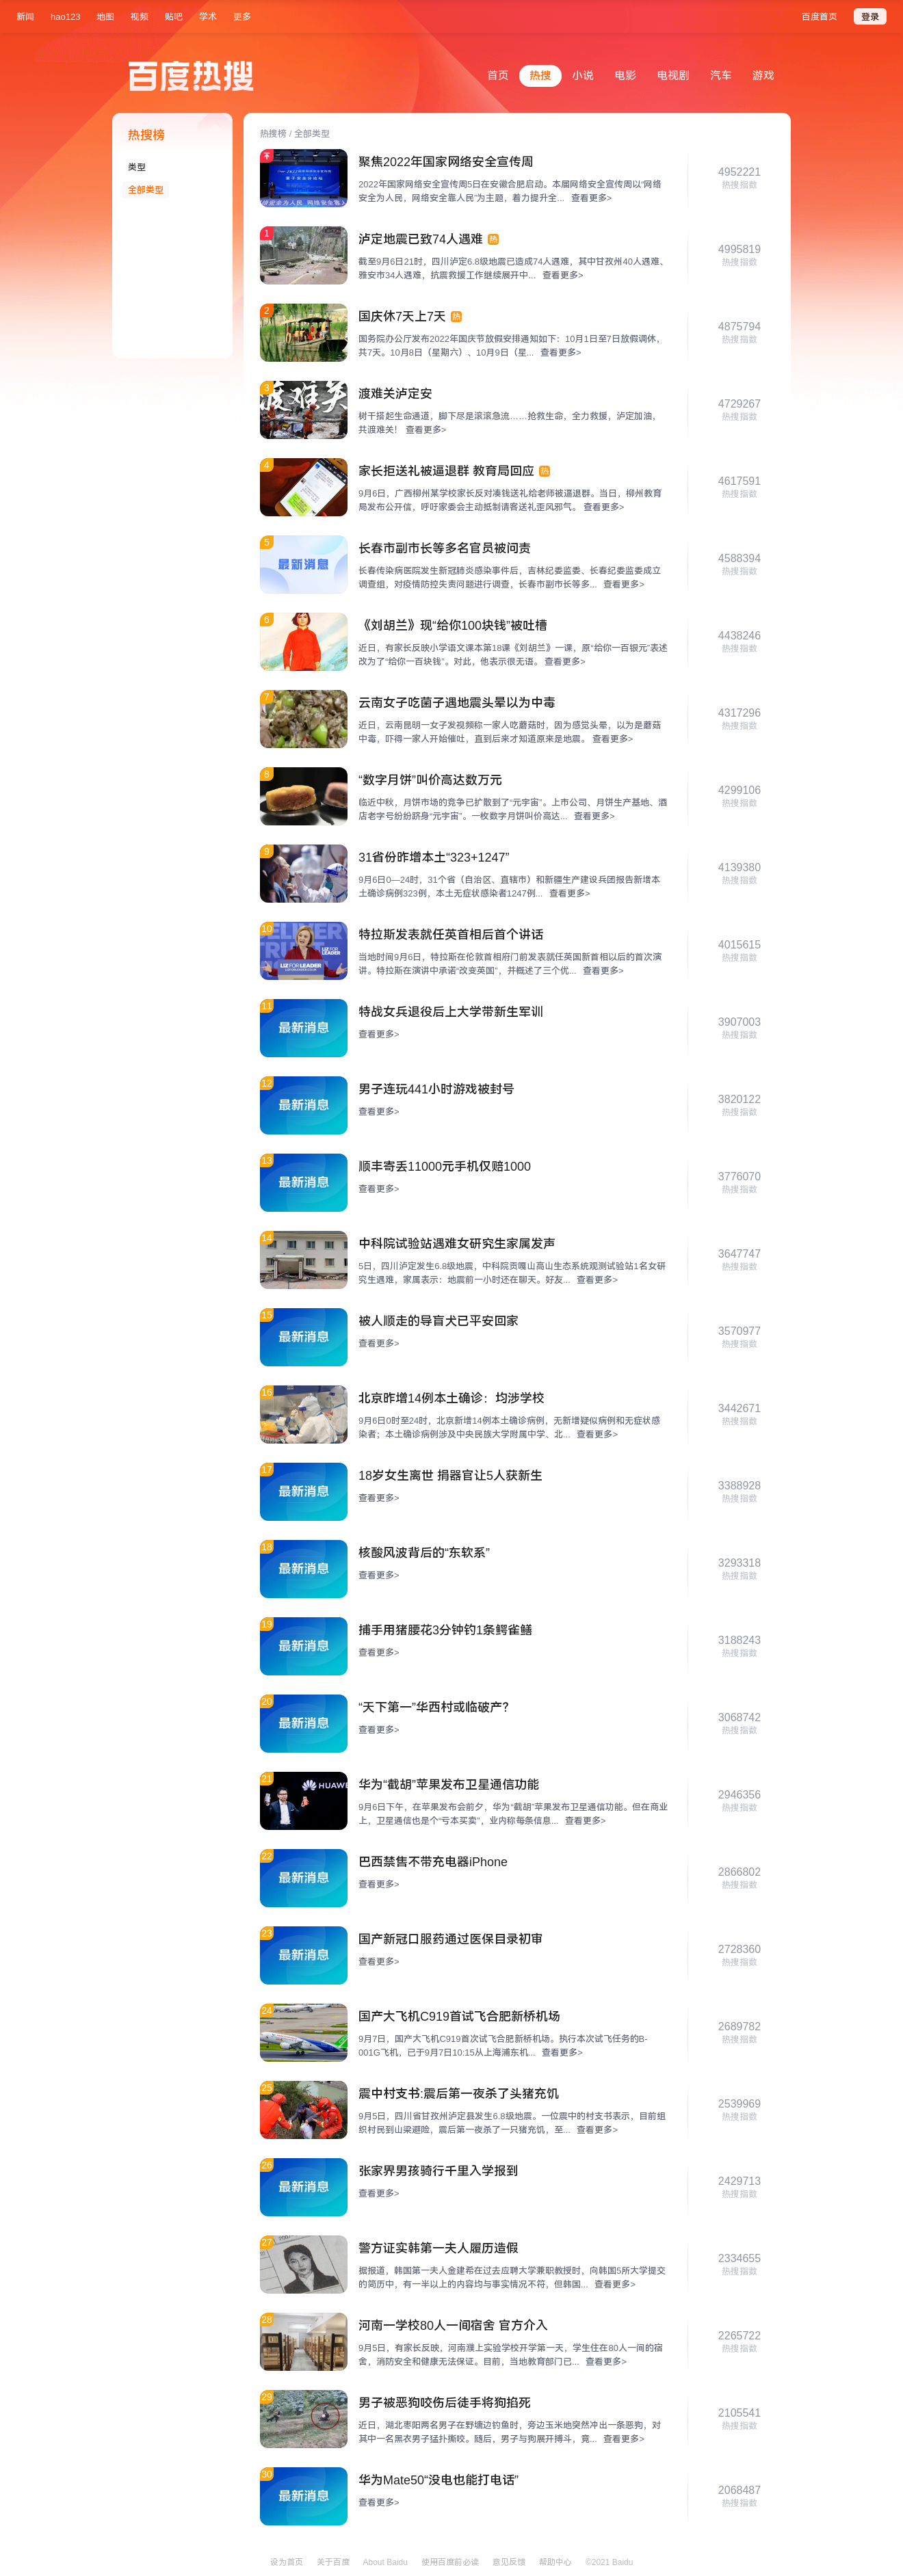 新闻 hao123 地图 视频 贴吧 学术 更多 百度首页 登录
百度热搜
首页 热搜 小说 电影 电视剧 汽车 游戏
热搜榜
类型
全部类型
热搜榜 / 全部类型
聚焦2022年国家网络安全宣传周
2022年国家网络安全宣传周5日在安徽合肥启动。本届网络安全宣传周以“网络
安全为人民，网络安全靠人民”为主题，着力提升全... 查看更多>
4952221
热搜指数
1
泸定地震已致74人遇难 热
截至9月6日21时，四川泸定6.8级地震已造成74人遇难，其中甘孜州40人遇难、
雅安市34人遇难，抗震救援工作继续展开中... 查看更多>
4995819
热搜指数
2
国庆休7天上7天 热
国务院办公厅发布2022年国庆节放假安排通知如下：10月1日至7日放假调休，
共7天。10月8日（星期六）、10月9日（星... 查看更多>
4875794
热搜指数
3
渡难关泸定安
树干搭起生命通道，脚下尽是滚滚急流……抢救生命，全力救援，泸定加油，
共渡难关！ 查看更多>
4729267
热搜指数
4
家长拒送礼被逼退群 教育局回应 热
9月6日，广西柳州某学校家长反对凑钱送礼给老师被逼退群。当日，柳州教育
局发布公开信，呼吁家委会主动抵制请客送礼歪风邪气。 查看更多>
4617591
热搜指数
5
最新消息
长春市副市长等多名官员被问责
长春传染病医院发生新冠肺炎感染事件后，吉林纪委监委、长春纪委监委成立
调查组，对疫情防控失责问题进行调查，长春市副市长等多... 查看更多>
4588394
热搜指数
6
《刘胡兰》现“给你100块钱”被吐槽
近日，有家长反映小学语文课本第18课《刘胡兰》一课，原“给你一百银元”表述
改为了“给你一百块钱”。对此，他表示很无语。 查看更多>
4438246
热搜指数
7
云南女子吃菌子遇地震头晕以为中毒
近日，云南昆明一女子发视频称一家人吃蘑菇时，因为感觉头晕，以为是蘑菇
中毒，吓得一家人开始催吐，直到后来才知道原来是地震。 查看更多>
4317296
热搜指数
8
“数字月饼”叫价高达数万元
临近中秋，月饼市场的竞争已扩散到了“元宇宙”。上市公司、月饼生产基地、酒
店老字号纷纷跻身“元宇宙”。一枚数字月饼叫价高达... 查看更多>
4299106
热搜指数
9
31省份昨增本土“323+1247”
9月6日0—24时，31个省（自治区、直辖市）和新疆生产建设兵团报告新增本
土确诊病例323例，本土无症状感染者1247例... 查看更多>
4139380
热搜指数
10
特拉斯发表就任英首相后首个讲话
当地时间9月6日，特拉斯在伦敦首相府门前发表就任英国新首相以后的首次演
讲。特拉斯在演讲中承诺“改变英国”，并概述了三个优... 查看更多>
4015615
热搜指数
11
最新消息
特战女兵退役后上大学带新生军训
查看更多>
3907003
热搜指数
12
最新消息
男子连玩441小时游戏被封号
查看更多>
3820122
热搜指数
13
最新消息
顺丰寄丢11000元手机仅赔1000
查看更多>
3776070
热搜指数
14
中科院试验站遇难女研究生家属发声
5日，四川泸定发生6.8级地震，中科院贡嘎山高山生态系统观测试验站1名女研
究生遇难，家属表示：地震前一小时还在聊天。好友... 查看更多>
3647747
热搜指数
15
最新消息
被人顺走的导盲犬已平安回家
查看更多>
3570977
热搜指数
16
北京昨增14例本土确诊：均涉学校
9月6日0时至24时，北京新增14例本土确诊病例，无新增疑似病例和无症状感
染者；本土确诊病例涉及中央民族大学附属中学、北... 查看更多>
3442671
热搜指数
17
最新消息
18岁女生离世 捐器官让5人获新生
查看更多>
3388928
热搜指数
18
最新消息
核酸风波背后的“东软系”
查看更多>
3293318
热搜指数
19
最新消息
捕手用猪腰花3分钟钓1条鳄雀鳝
查看更多>
3188243
热搜指数
20
最新消息
“天下第一”华西村或临破产？
查看更多>
3068742
热搜指数
21
华为“截胡”苹果发布卫星通信功能
9月6日下午，在苹果发布会前夕，华为“截胡”苹果发布卫星通信功能。但在商业
上，卫星通信也是个“亏本买卖”，业内称每条信息... 查看更多>
2946356
热搜指数
22
最新消息
巴西禁售不带充电器iPhone
查看更多>
2866802
热搜指数
23
最新消息
国产新冠口服药通过医保目录初审
查看更多>
2728360
热搜指数
24
国产大飞机C919首试飞合肥新桥机场
9月7日，国产大飞机C919首次试飞合肥新桥机场。执行本次试飞任务的B-
001G飞机，已于9月7日10:15从上海浦东机... 查看更多>
2689782
热搜指数
25
震中村支书:震后第一夜杀了头猪充饥
9月5日，四川省甘孜州泸定县发生6.8级地震。一位震中的村支书表示，目前组
织村民到山梁避险，震后第一夜杀了一只猪充饥，至... 查看更多>
2539969
热搜指数
26
最新消息
张家界男孩骑行千里入学报到
查看更多>
2429713
热搜指数
27
警方证实韩第一夫人履历造假
据报道，韩国第一夫人金建希在过去应聘大学兼职教授时，向韩国5所大学提交
的简历中，有一半以上的内容均与事实情况不符，但韩国... 查看更多>
2334655
热搜指数
28
河南一学校80人一间宿舍 官方介入
9月5日，有家长反映，河南濮上实验学校开学第一天，学生住在80人一间的宿
舍，消防安全和健康无法保证。目前，当地教育部门已... 查看更多>
2265722
热搜指数
29
男子被恶狗咬伤后徒手将狗掐死
近日，湖北枣阳两名男子在野塘边钓鱼时，旁边玉米地突然冲出一条恶狗，对
其中一名黑衣男子猛扑撕咬。随后，男子与狗展开搏斗，竟... 查看更多>
2105541
热搜指数
30
最新消息
华为Mate50“没电也能打电话”
查看更多>
2068487
热搜指数
设为首页 关于百度 About Baidu 使用百度前必读 意见反馈 帮助中心 ©2021 Baidu